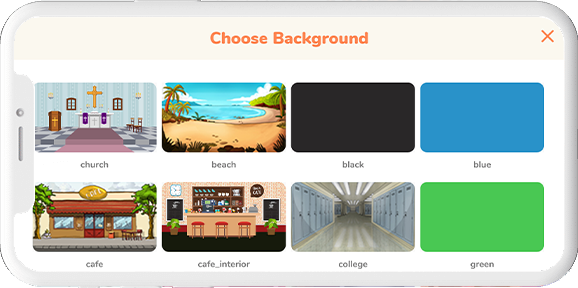 Choose Background
church
beach
black
blue
cafe
cafe_interior
college
green